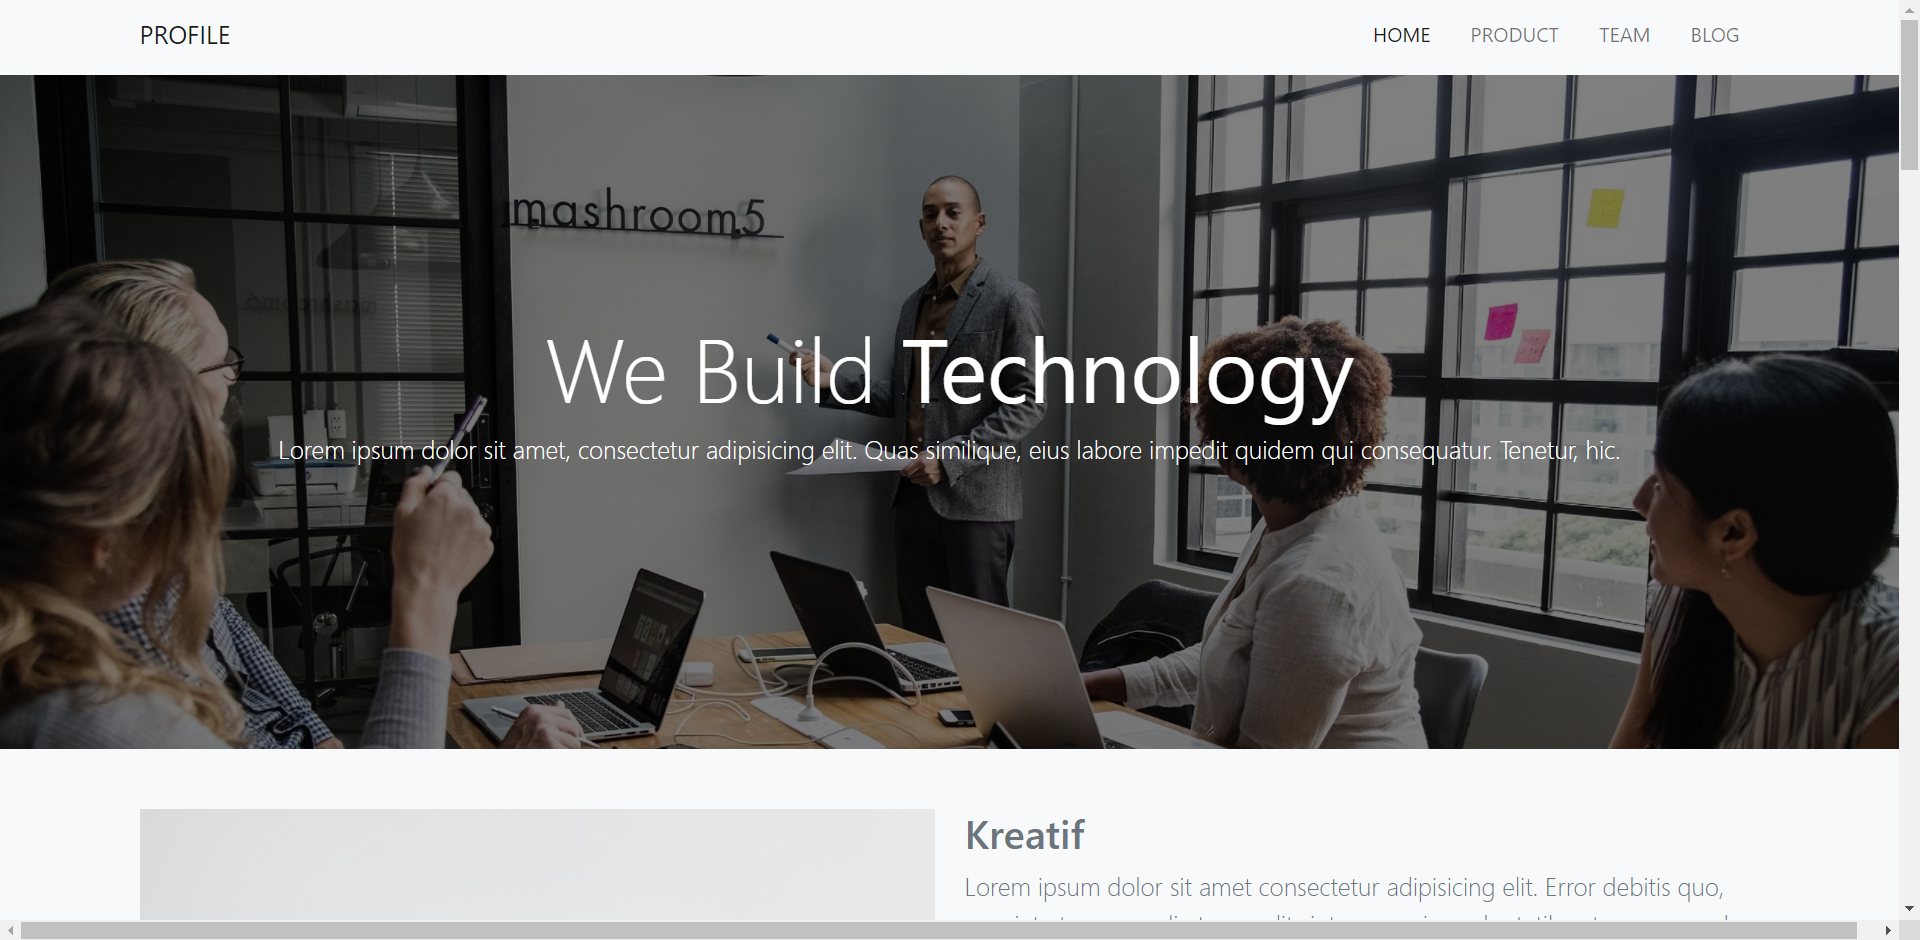 PROFILE
HOME PRODUCT TEAM BLOG
mashroom5
We Build Technology
Lorem ipsum dolor sit amet, consectetur adipisicing elit. Quas similique, eius labore impedit quidem qui consequatur. Tenetur, hic.
Kreatif
Lorem ipsum dolor sit amet consectetur adipisicing elit. Error debitis quo,